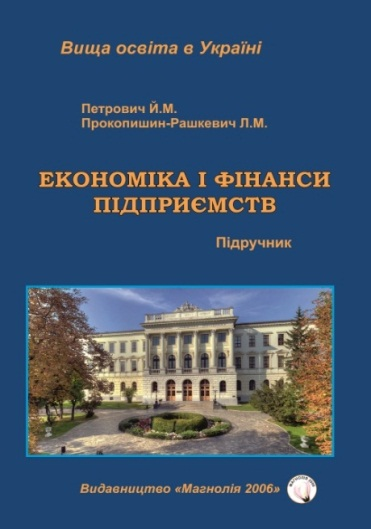 Вища освіта в Україні
Петрович Й.М.
Прокопишин-Рашкевич Л.М.
ЕКОНОМІКА І ФІНАНСИ
ПІДПРИЄМСТВ
Підручник
Видавництво «Магнолія 2006»